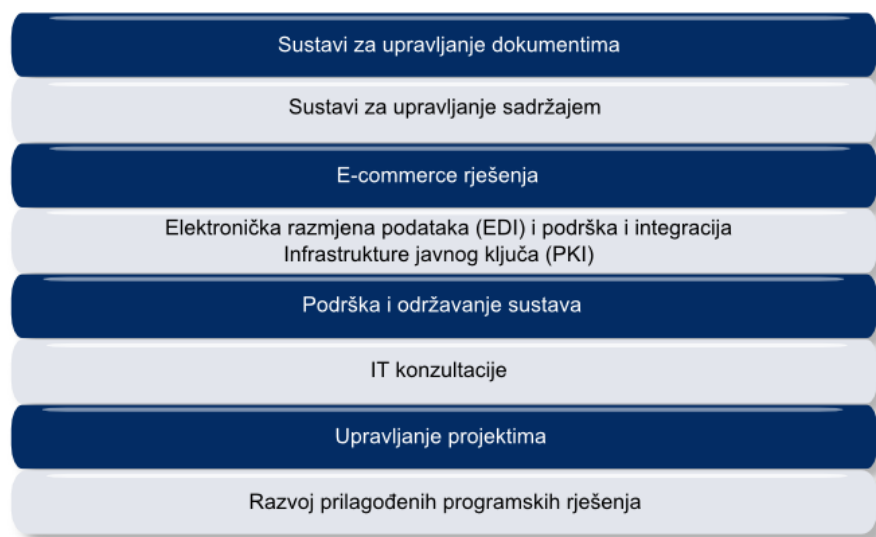 Sustavi za upravljanje dokumentima
Sustavi za upravljanje sadržajem
E-commerce rješenja
Elektronička razmjena podataka (EDI) i podrška i integracija
Infrastrukture javnog ključa (PKI)
Podrška i održavanje sustava
IT konzultacije
Upravljanje projektima
Razvoj prilagođenih programskih rješenja